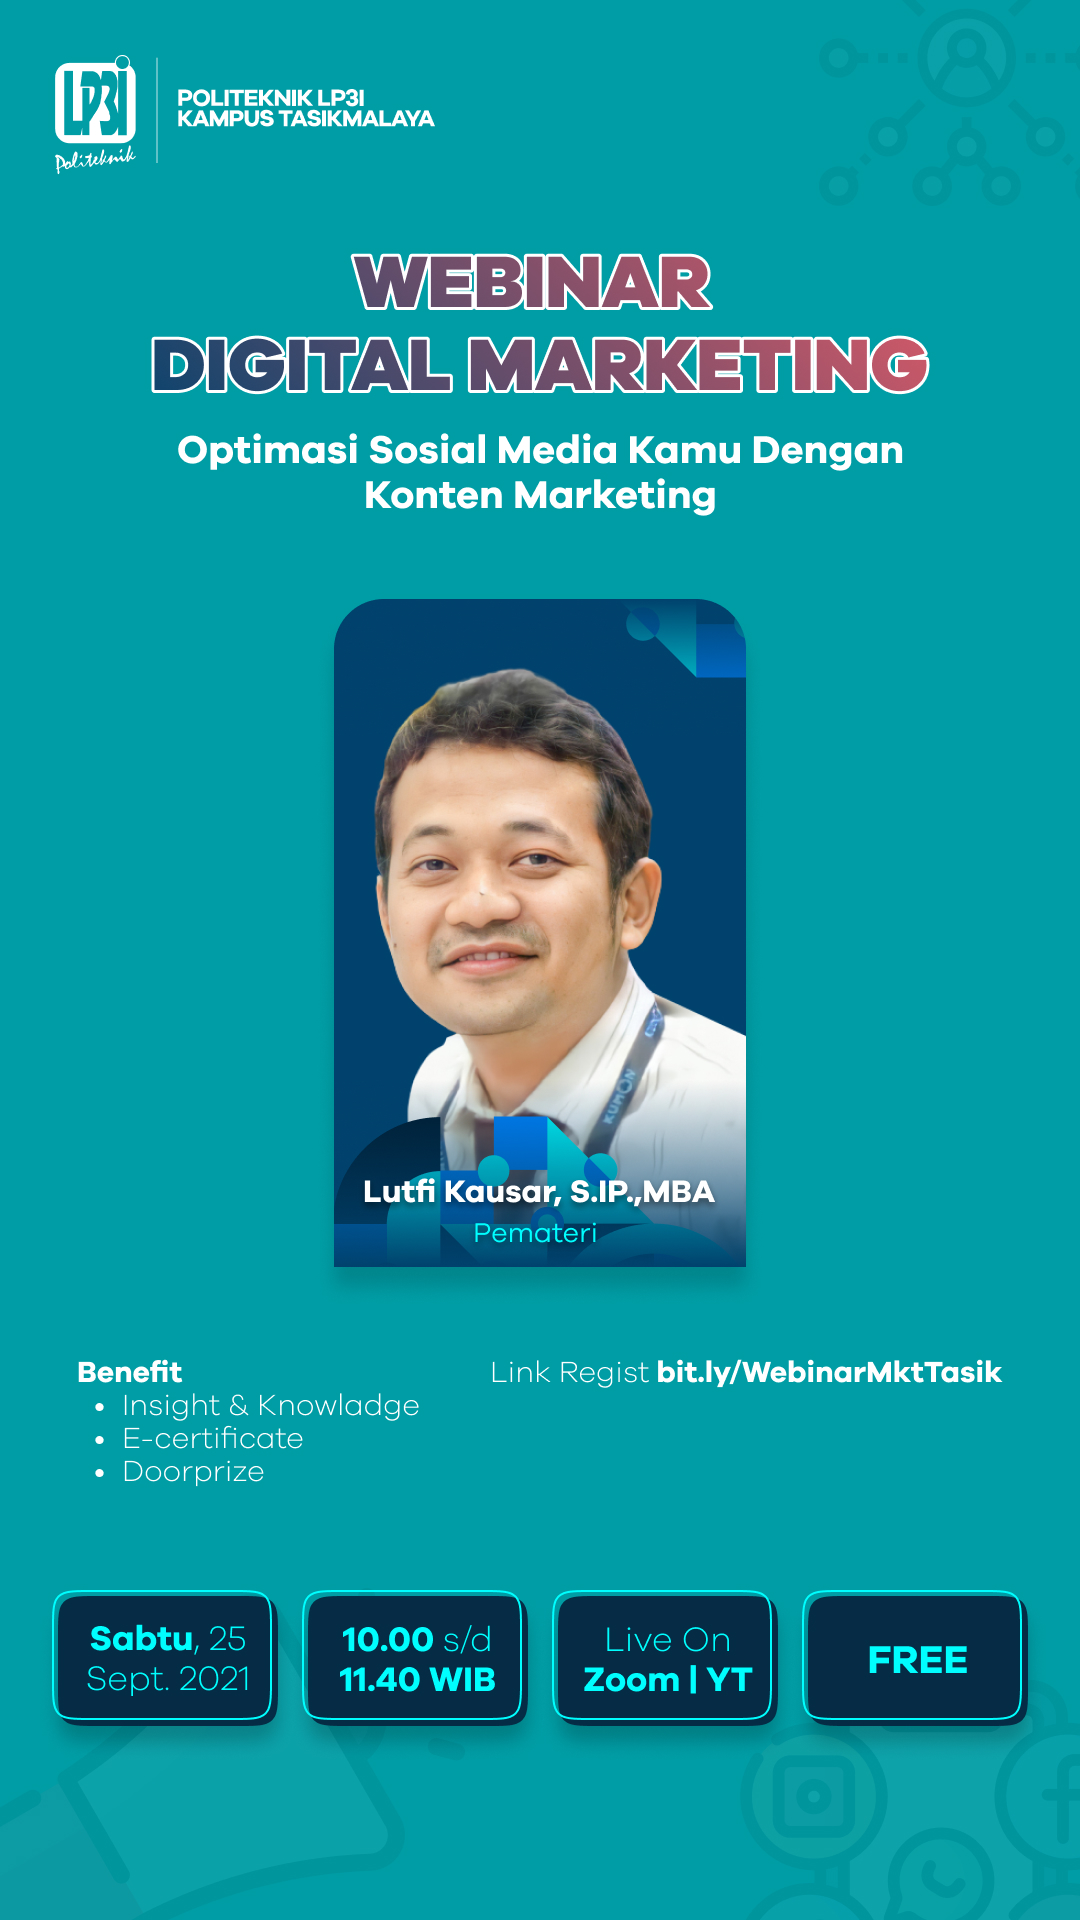 LP3I
Politeknik
POLITEKNIK LP3I
KAMPUS TASIKMALAYA
WEBINAR
DIGITAL MARKETING
Optimasi Sosial Media Kamu Dengan
Konten Marketing
KUMON
Lutfi Kausar, S.IP.,MBA
Pemateri
Benefit
• Insight & Knowladge
• E-certificate
• Doorprize
Link Regist bit.ly/WebinarMktTasik
Sabtu, 25
Sept. 2021
10.00 s/d
11.40 WIB
Live On
Zoom | YT
FREE